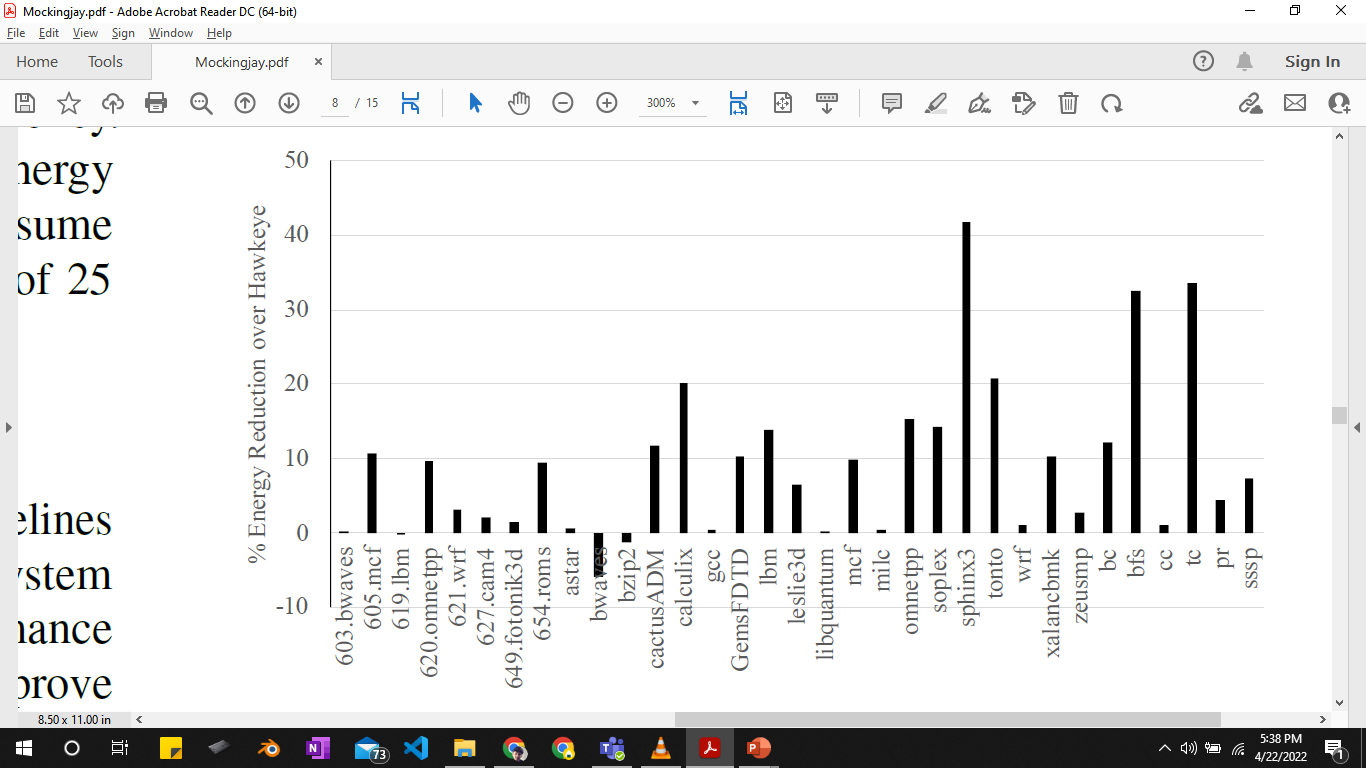 Mockingjay.pdf - Adobe Acrobat Reader DC (64-bit)
File Edit View Sign Window Help
Home Tools Mockingjay.pdf × Sign In
8 / 15 300%
nergy
sume
of 25
elines
ystem
nance
prove
% Energy Reduction over Hawkeye
50
40
30
20
10
0
-10
603.bwaves
605.mcf
619.lbm
620.omnetpp
621.wrf
627.cam4
649.fotonik3d
654.roms
astar
bwaves
bzip2
cactusADM
calculix
gcc
GemsFDTD
lbm
leslie3d
libquantum
mcf
milc
omnetpp
soplex
sphinx3
tonto
wrf
xalancbmk
zeusmp
bc
bfs
cc
tc
pr
sssp
8.50 x 11.00 in
73
5:38 PM
4/22/2022
1